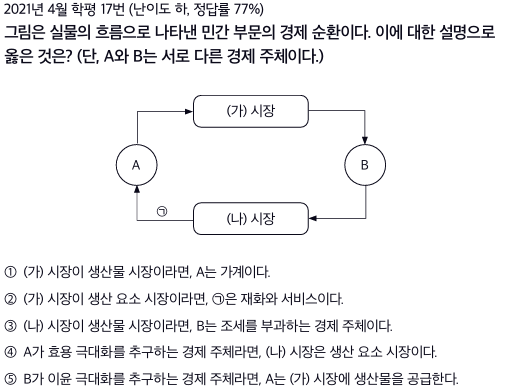 2021년 4월 학평 17번 (난이도 하, 정답률 77%)
그림은 실물의 흐름으로 나타낸 민간 부문의 경제 순환이다. 이에 대한 설명으로
옳은 것은? (단, A와 B는 서로 다른 경제 주체이다.)
(가) 시장
A
B
㉠
(나) 시장
① (가) 시장이 생산물 시장이라면, A는 가계이다.
② (가) 시장이 생산 요소 시장이라면, ㉠은 재화와 서비스이다.
③ (나) 시장이 생산물 시장이라면, B는 조세를 부과하는 경제 주체이다.
④ A가 효용 극대화를 추구하는 경제 주체라면, (나) 시장은 생산 요소 시장이다.
⑤ B가 이윤 극대화를 추구하는 경제 주체라면, A는 (가) 시장에 생산물을 공급한다.